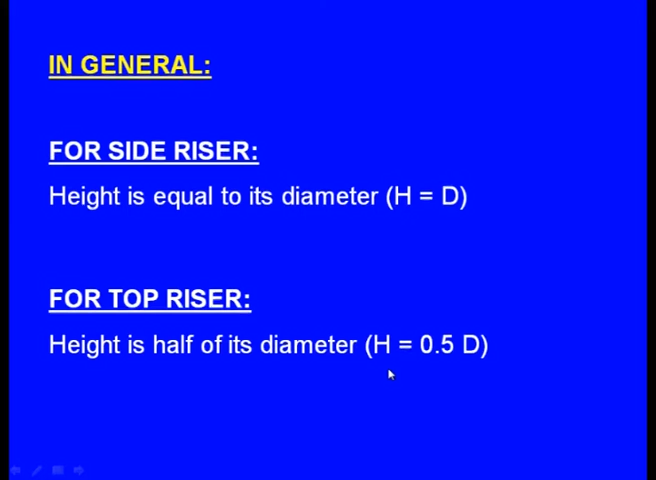 IN GENERAL:
FOR SIDE RISER:
Height is equal to its diameter (H = D)
FOR TOP RISER:
Height is half of its diameter (H = 0.5 D)